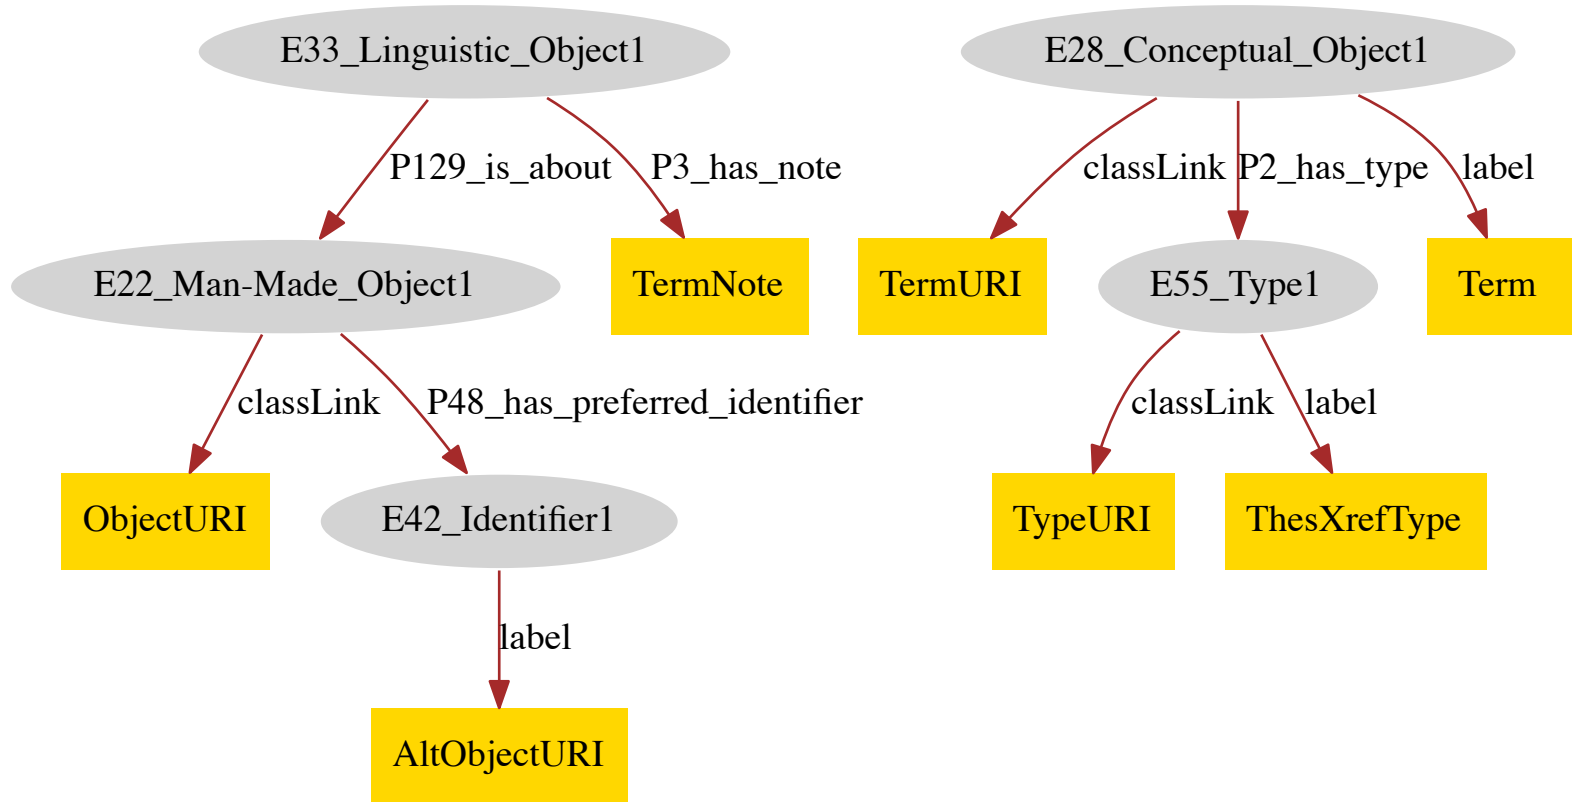 E33_Linguistic_Object1
E28_Conceptual_Object1
P129_is_about
P3_has_note
classLink
P2_has_type
label
E22_Man-Made_Object1
TermNote
TermURI
E55_Type1
Term
classLink
P48_has_preferred_identifier
classLink
label
ObjectURI
E42_Identifier1
TypeURI
ThesXrefType
label
AltObjectURI